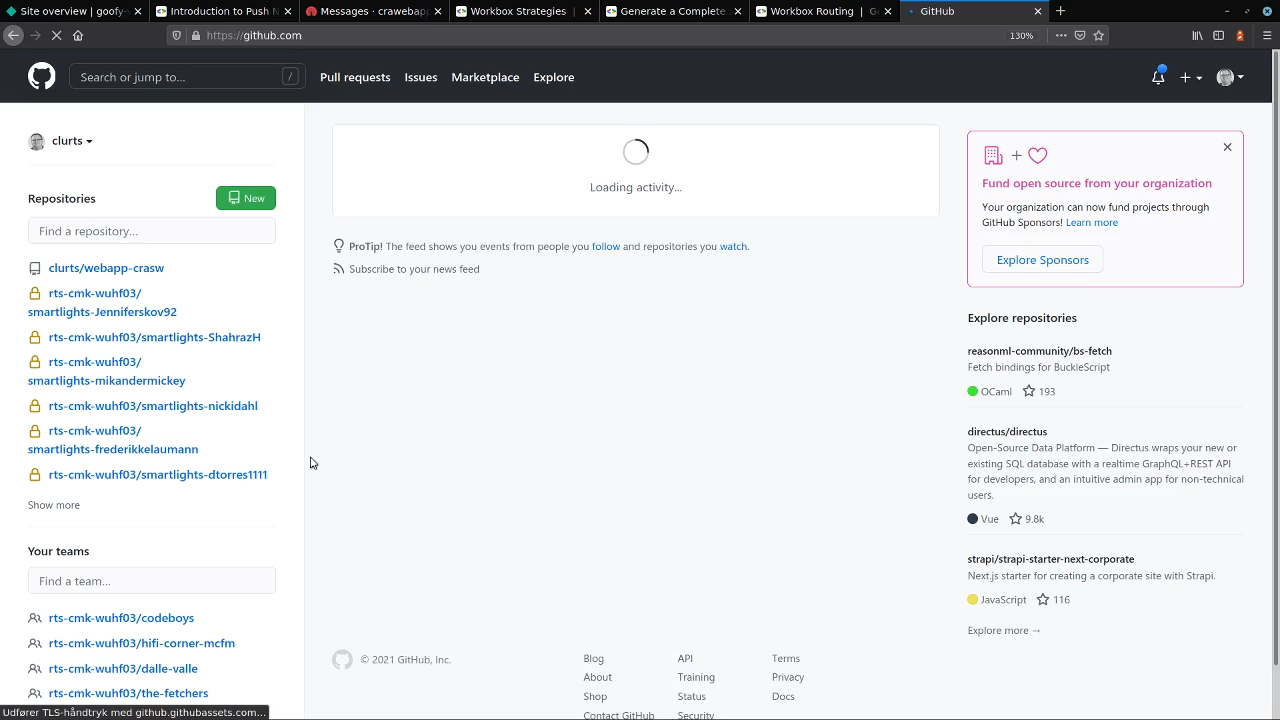 Site overview | goofy-
Introduction to Push N
Messages · crawebapp
Workbox Strategies |
Generate a Complete
Workbox Routing | Go
GitHub
https://github.com
130%
Search or jump to...
/
Pull requests
Issues
Marketplace
Explore
clurts
Repositories
New
Find a repository...
clurts/webapp-crasw
rts-cmk-wuhf03/
smartlights-Jenniferskov92
rts-cmk-wuhf03/smartlights-ShahrazH
rts-cmk-wuhf03/
smartlights-mikandermickey
rts-cmk-wuhf03/smartlights-nickidahl
rts-cmk-wuhf03/
smartlights-frederikkelaumann
rts-cmk-wuhf03/smartlights-dtorres1111
Show more
Your teams
Find a team...
rts-cmk-wuhf03/codeboys
rts-cmk-wuhf03/hifi-corner-mcfm
rts-cmk-wuhf03/dalle-valle
rts-cmk-wuhf03/the-fetchers
Udfører TLS-håndtryk med github.githubassets.com...
Loading activity...
ProTip! The feed shows you events from people you follow and repositories you watch.
Subscribe to your news feed
© 2021 GitHub, Inc.
Blog
About
Shop
Contact GitHub
API
Training
Status
Security
Terms
Privacy
Docs
Fund open source from your organization
Your organization can now fund projects through
GitHub Sponsors! Learn more
Explore Sponsors
Explore repositories
reasonml-community/bs-fetch
Fetch bindings for BuckleScript
OCaml 193
directus/directus
Open-Source Data Platform — Directus wraps your new or
existing SQL database with a realtime GraphQL+REST API
for developers, and an intuitive admin app for non-technical
users.
Vue 9.8k
strapi/strapi-starter-next-corporate
Next.js starter for creating a corporate site with Strapi.
JavaScript 116
Explore more →